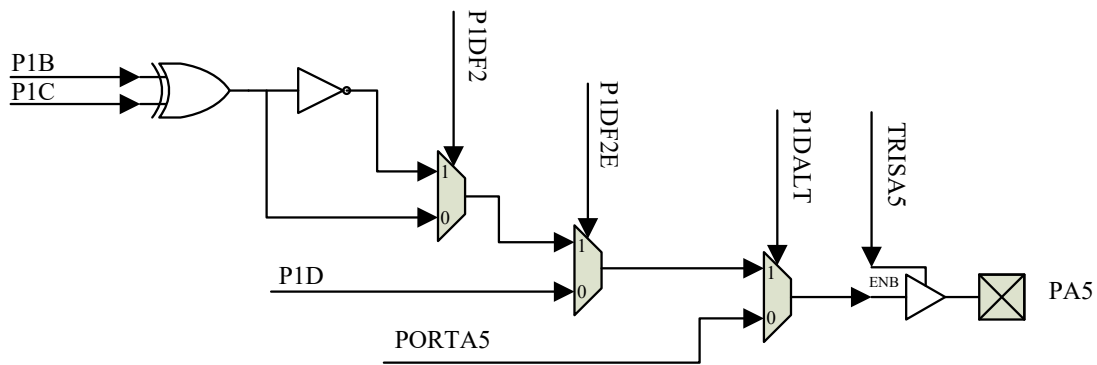 P1B
P1C
P1DF2
1
0
P1DF2E
1
0
P1D
P1DALT
1
0
PORTA5
TRISA5
ENB
PA5